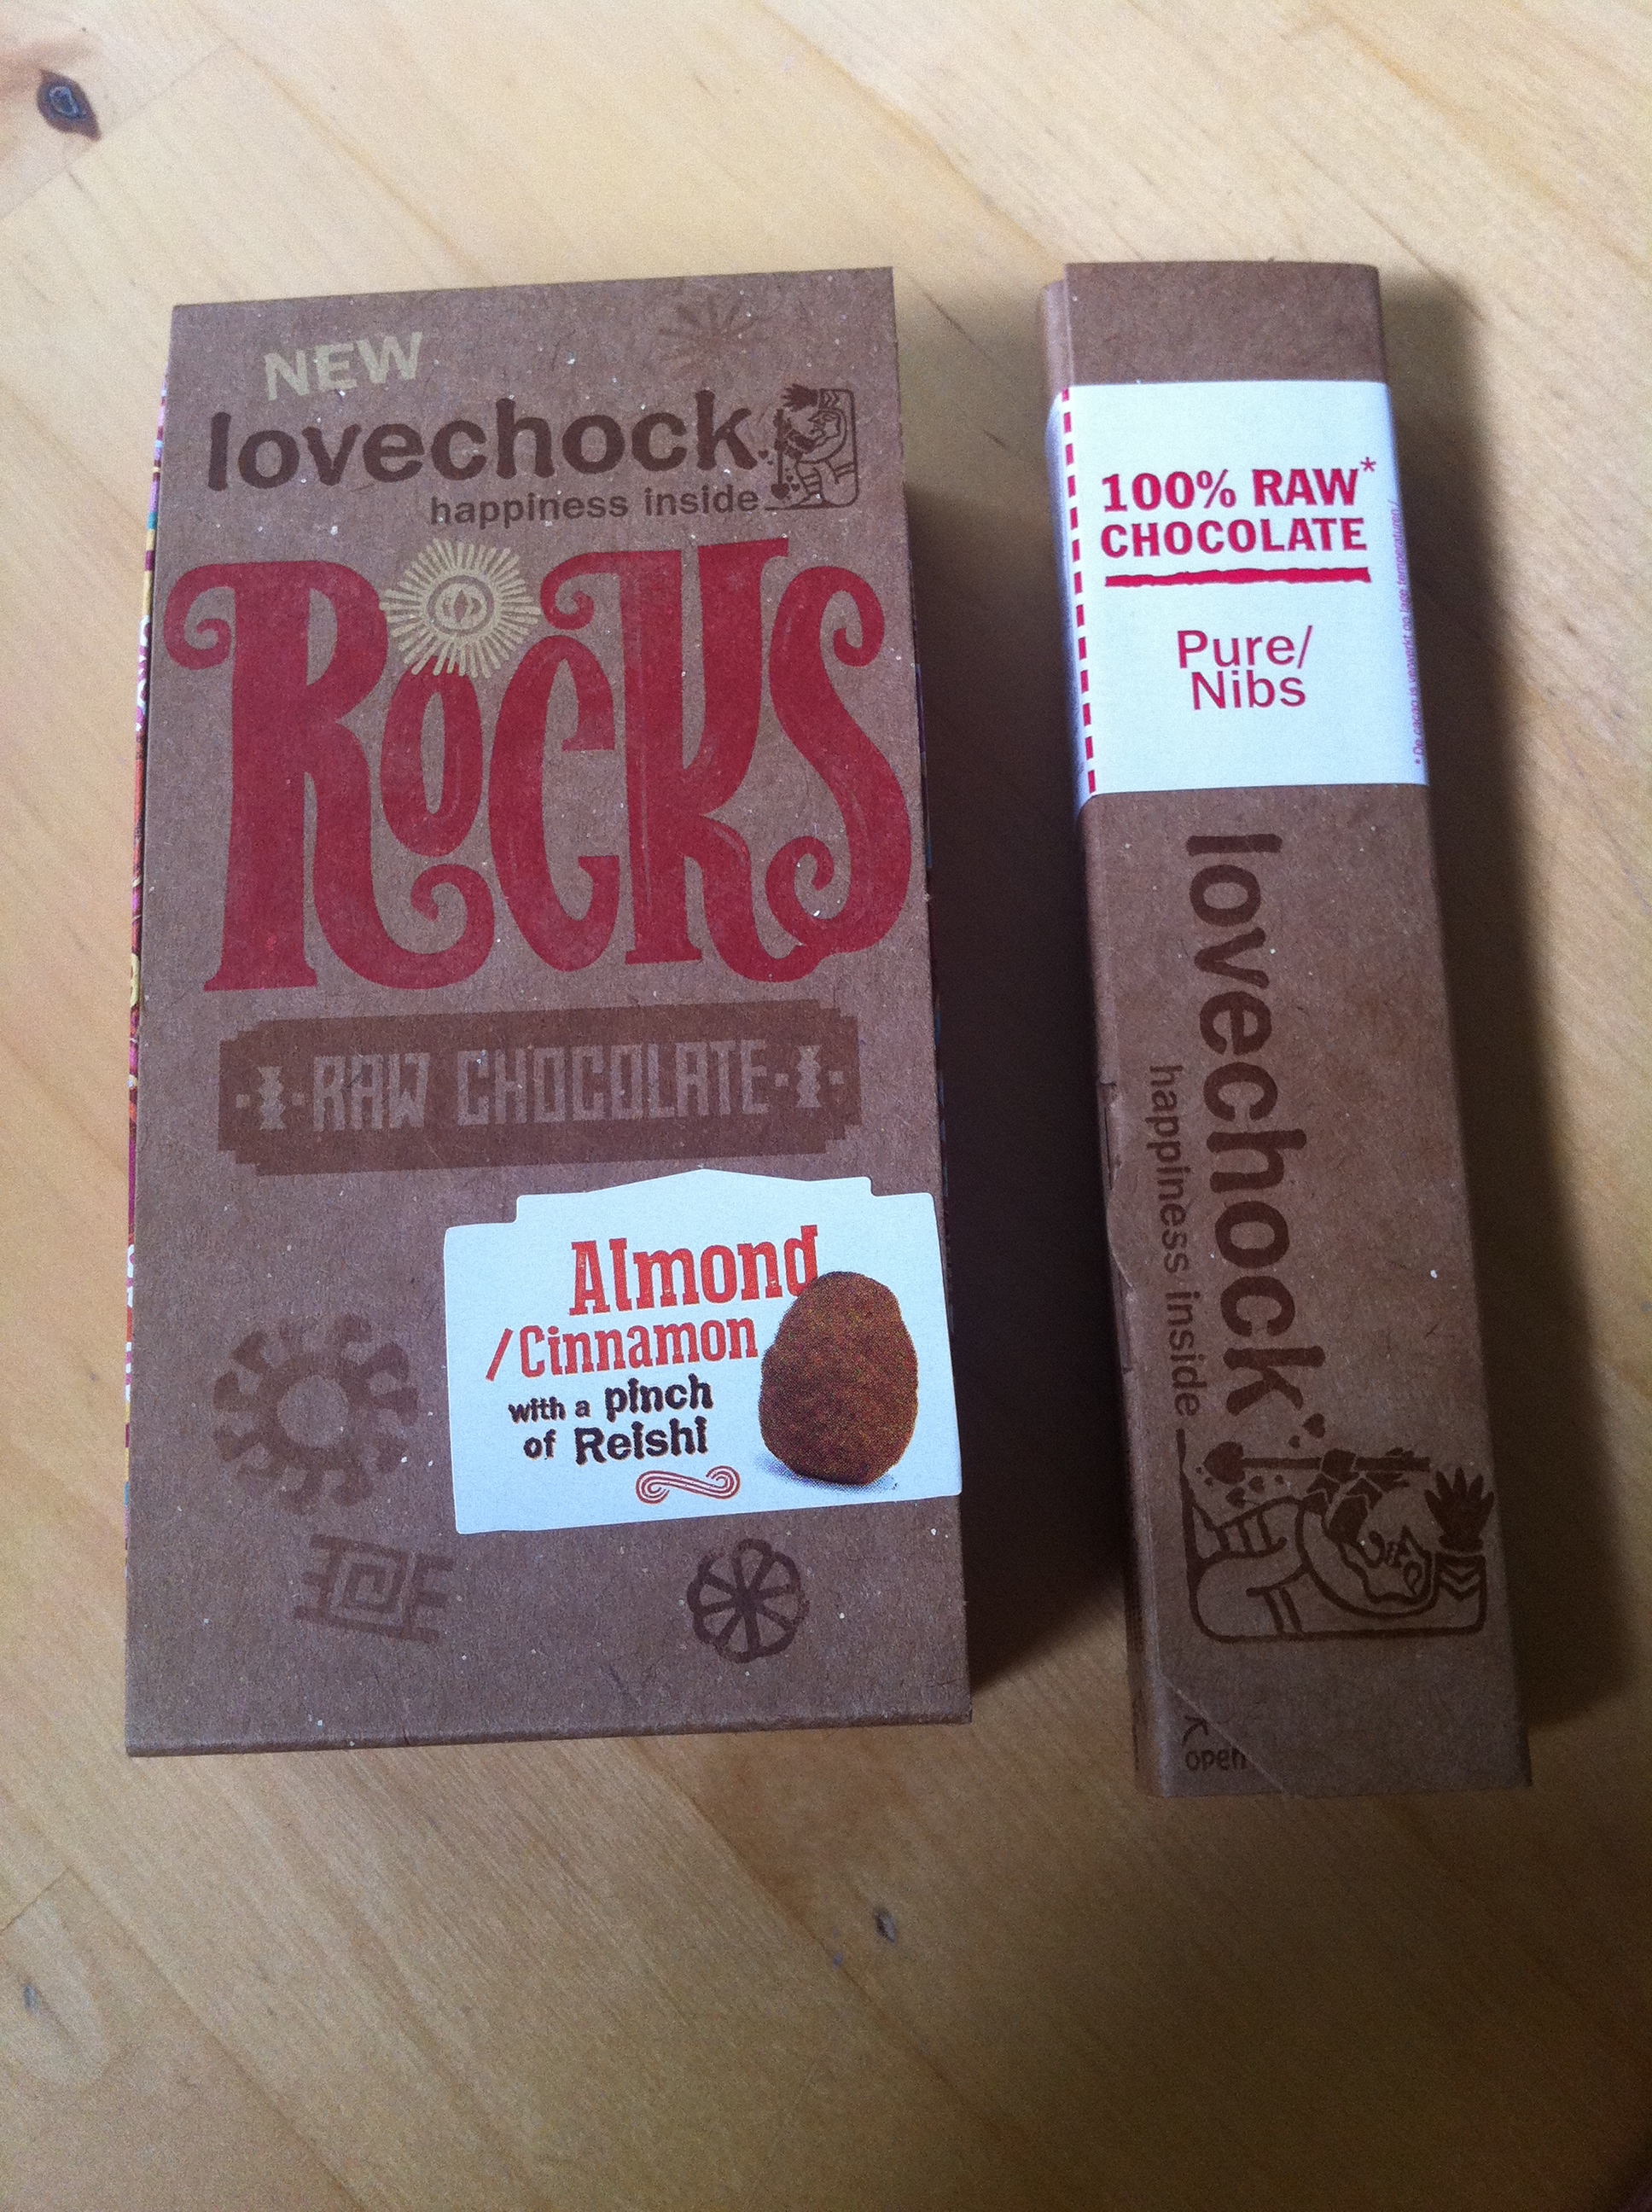 NEW
lovechock
happiness inside
ROCKS
RAW CHOCOLATE
Almond
/Cinnamon
with a pinch
of Reishi
100% RAW*
CHOCOLATE
Pure/
Nibs
lovechock
happiness inside
open